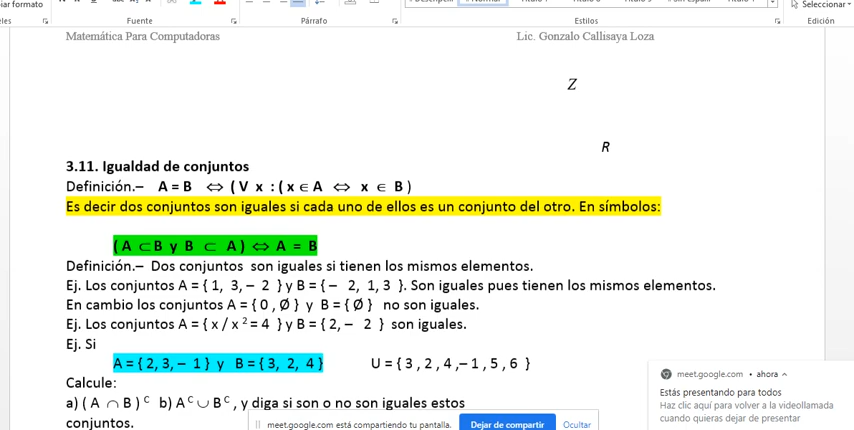 iar formato
Seleccionar
les
Fuente
Párrafo
Estilos
Edición
Matemática Para Computadoras
Lic. Gonzalo Callisaya Loza
Z
R
3.11. Igualdad de conjuntos
Definición.– A = B ⇔ ( V x : ( x ∈ A ⇔ x ∈ B )
Es decir dos conjuntos son iguales si cada uno de ellos es un conjunto del otro. En símbolos:
( A ⊂ B y B ⊂ A ) ⇔ A = B
Definición.– Dos conjuntos son iguales si tienen los mismos elementos.
Ej. Los conjuntos A = { 1, 3, – 2 } y B = { – 2, 1, 3 }. Son iguales pues tienen los mismos elementos.
En cambio los conjuntos A = { 0 , Ø } y B = { Ø } no son iguales.
Ej. Los conjuntos A = { x / x ² = 4 } y B = { 2, – 2 } son iguales.
Ej. Si
A = { 2, 3, – 1 } y B = { 3, 2, 4 } U = { 3 , 2 , 4 ,– 1 , 5 , 6 }
Calcule:
a) ( A ∩ B ) ᶜ b) A ᶜ ∪ B ᶜ , y diga si son o no son iguales estos
conjuntos.
meet.google.com • ahora
Estás presentando para todos
Haz clic aquí para volver a la videollamada
cuando quieras dejar de presentar
meet.google.com está compartiendo tu pantalla.
Dejar de compartir
Ocultar